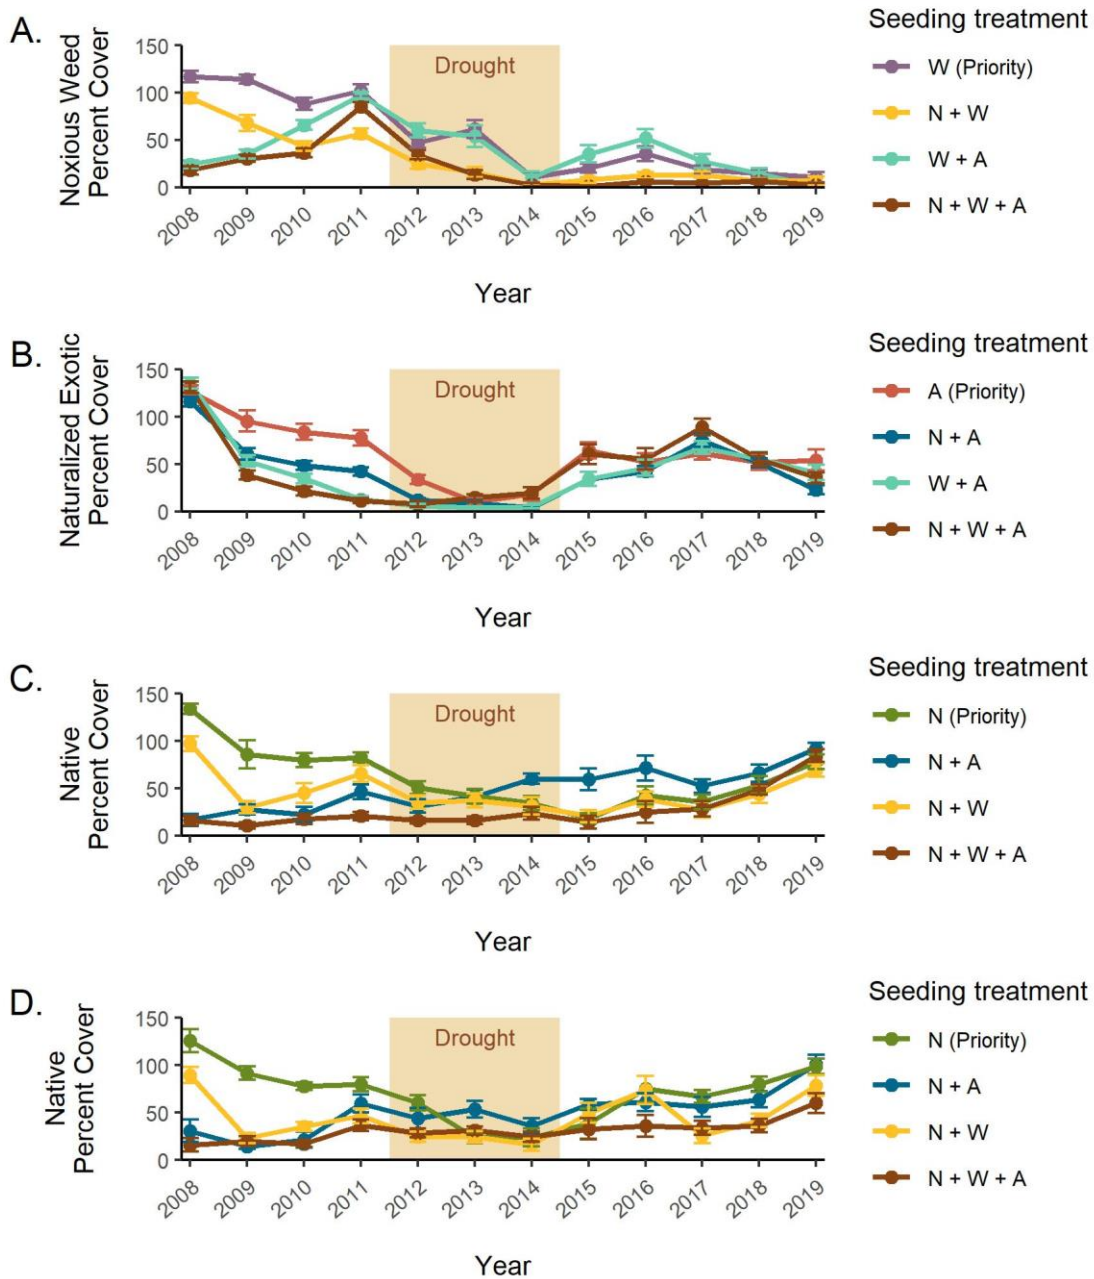 A.
Noxious Weed
Percent Cover
150
100
50
0
Drought
2008
2009
2010
2011
2012
2013
2014
2015
2016
2017
2018
2019
Year
Seeding treatment
W (Priority)
N + W
W + A
N + W + A
B.
Naturalized Exotic
Percent Cover
150
100
50
0
Drought
2008
2009
2010
2011
2012
2013
2014
2015
2016
2017
2018
2019
Year
Seeding treatment
A (Priority)
N + A
W + A
N + W + A
C.
Native
Percent Cover
150
100
50
0
Drought
2008
2009
2010
2011
2012
2013
2014
2015
2016
2017
2018
2019
Year
Seeding treatment
N (Priority)
N + A
N + W
N + W + A
D.
Native
Percent Cover
150
100
50
0
Drought
2008
2009
2010
2011
2012
2013
2014
2015
2016
2017
2018
2019
Year
Seeding treatment
N (Priority)
N + A
N + W
N + W + A